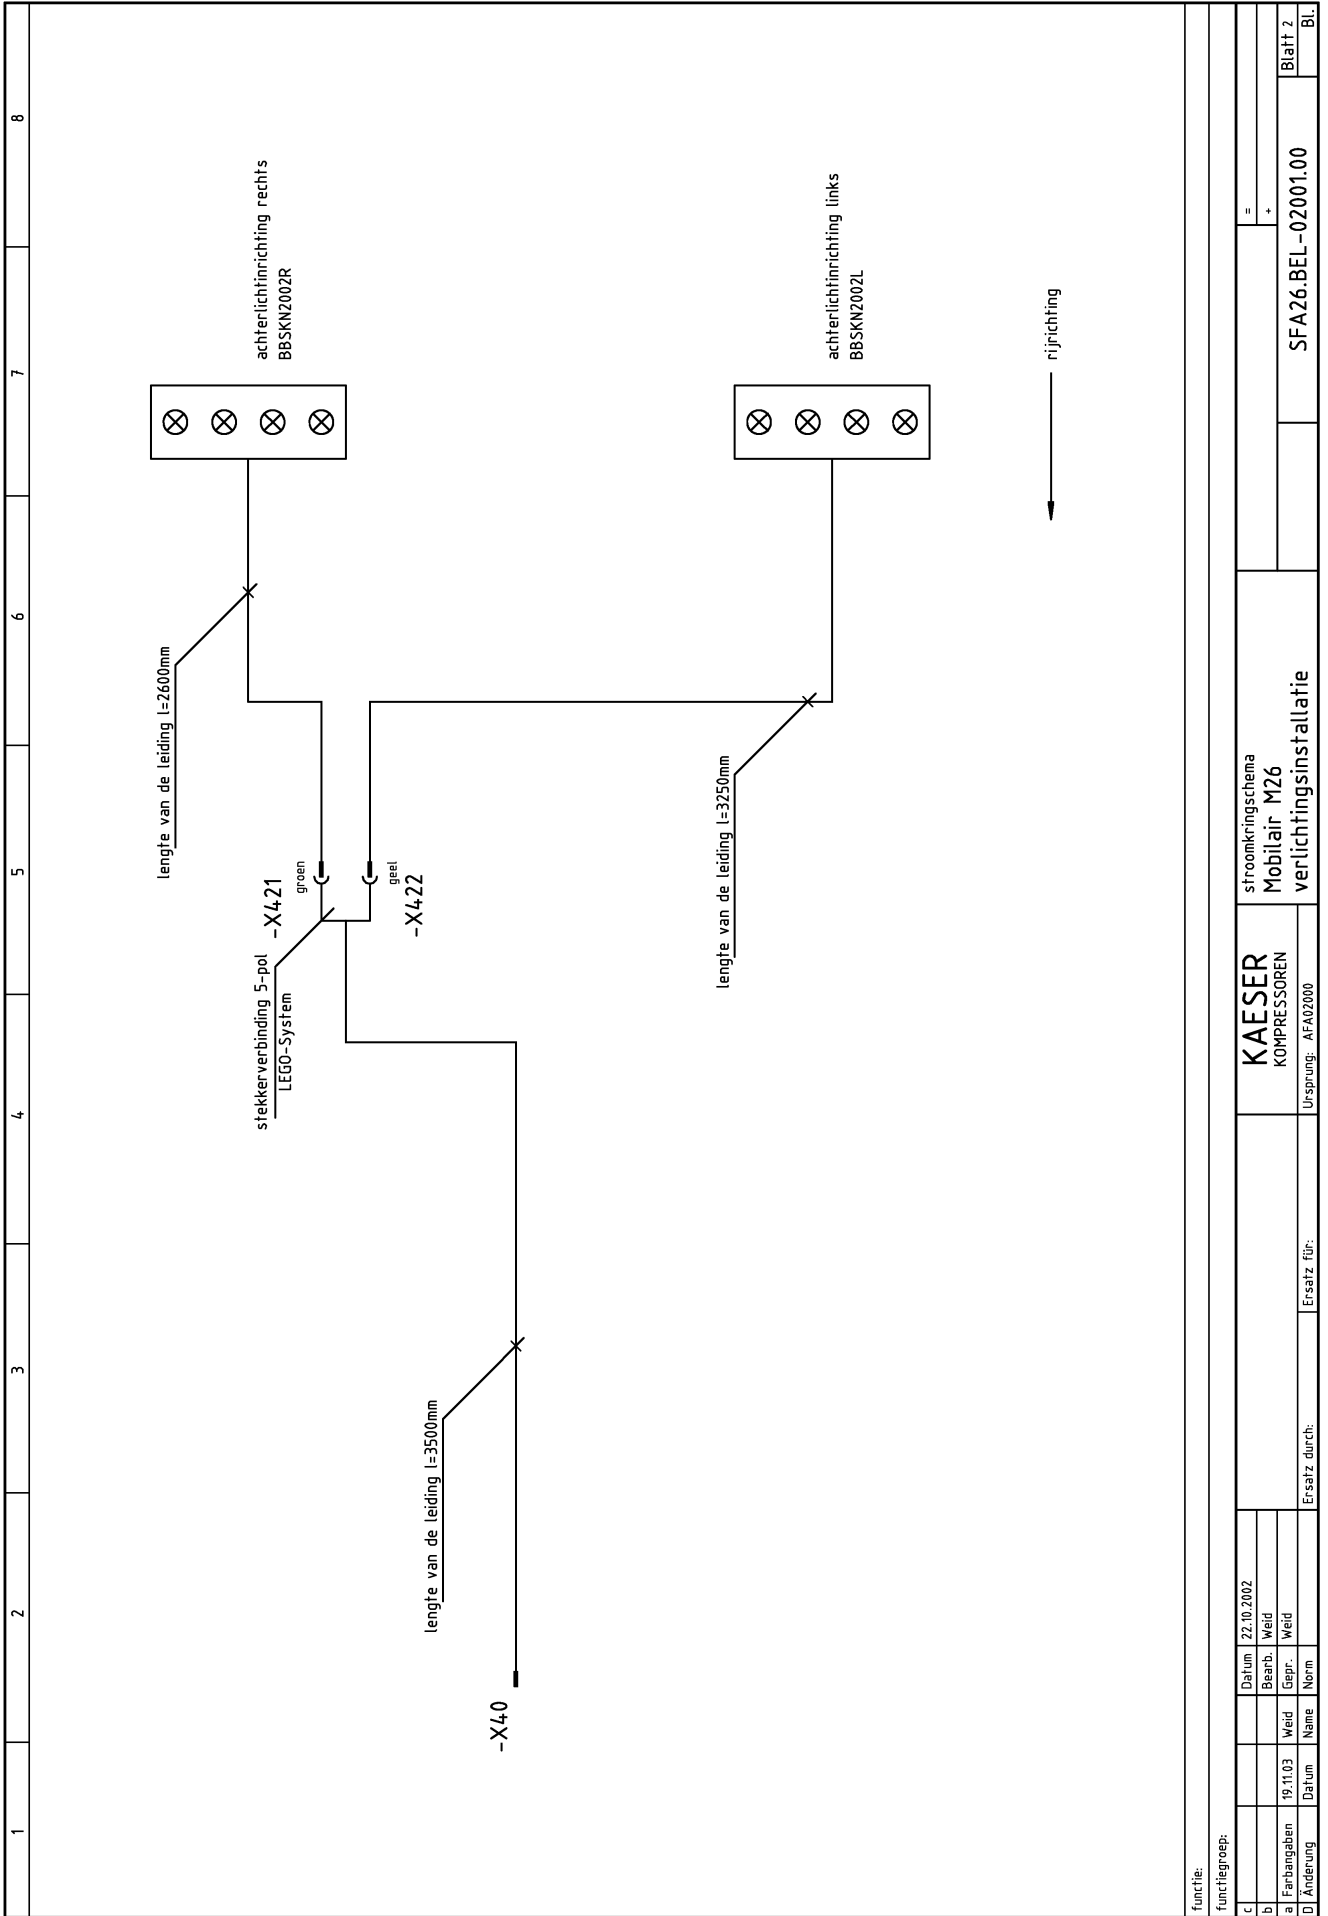 1
2
3
4
5
6
7
8
lengte van de leiding l=2600mm
achterlichtinrichting rechts
BBSKN2002R
stekkerverbinding 5-pol
LEGO-System
-X421
groen
geel
-X422
lengte van de leiding l=3500mm
-X40
lengte van de leiding l=3250mm
achterlichtinrichting links
BBSKN2002L
rijrichting
functie:
functiegroep:
c
Datum
22.10.2002
b
Bearb.
Weid
a
Farbangaben
19.11.03
Weid
Gepr.
Weid
D
Änderung
Datum
Name
Norm
Ersatz durch:
Ersatz für:
KAESER
KOMPRESSOREN
Ursprung: AFA02000
stroomkringschema
Mobilair M26
verlichtingsinstallatie
=
+
SFA26.BEL-02001.00
Blatt 2
Bl.